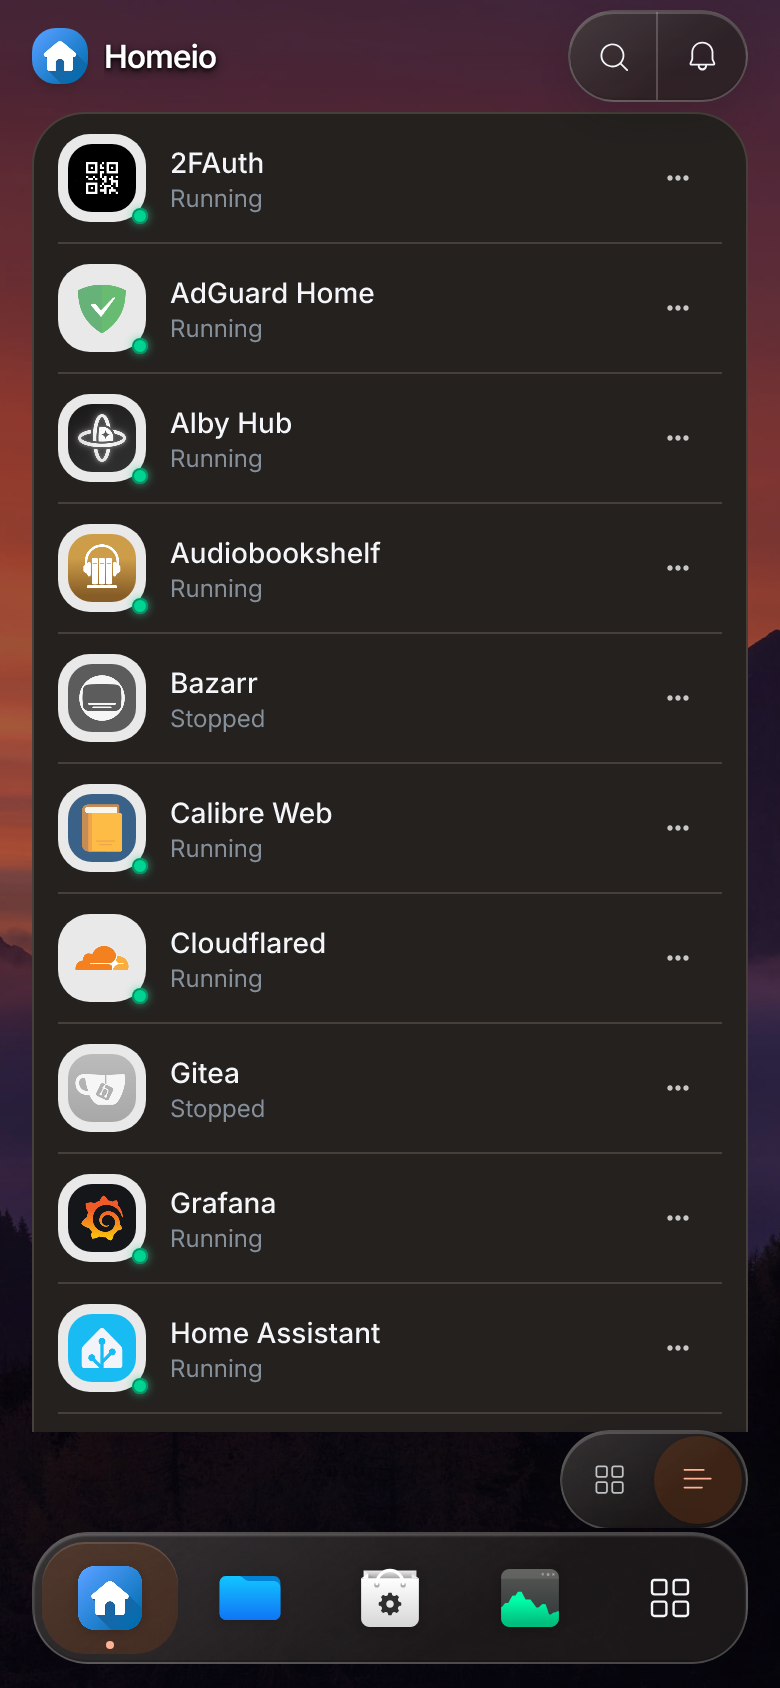 Homeio
2FAuth
Running
AdGuard Home
Running
Alby Hub
Running
Audiobookshelf
Running
Bazarr
Stopped
Calibre Web
Running
Cloudflared
Running
Gitea
Stopped
Grafana
Running
Home Assistant
Running